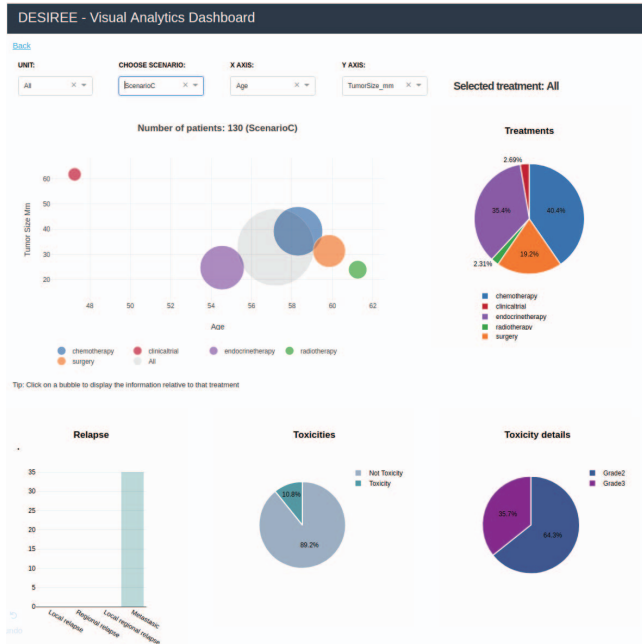 DESIREE - Visual Analytics Dashboard
Back
UNIT: CHOOSE SCENARIO: X AXIS: Y AXIS:
All × ScenarioC × Age × TumorSize_mm × Selected treatment: All
Number of patients: 130 (ScenarioC)
60
50
40
30
20
Tumor Size Mm
48 50 52 54 56 58 60 62
Age
chemotherapy clinicaltrial endocrinetherapy radiotherapy
surgery All
Tip: Click on a bubble to display the information relative to that treatment
Treatments
2.69%
35.4% 40.4%
2.31% 19.2%
chemotherapy
clinicaltrial
endocrinetherapy
radiotherapy
surgery
Relapse
35
30
25
20
15
10
5
0
Local relapse
Regional relapse
Local regional relapse
Metastasic
Toxicities
Not Toxicity
Toxicity
10.8%
89.2%
Toxicity details
Grade2
Grade3
35.7%
64.3%